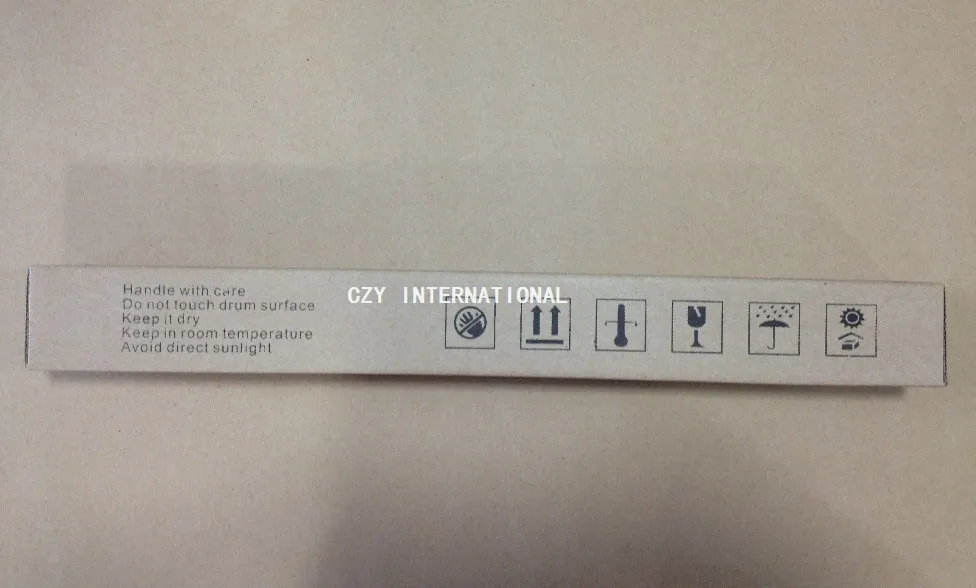 Handle with care
Do not touch drum surface
Keep it dry
Keep in room temperature
Avoid direct sunlight
CZY INTERNATIONAL